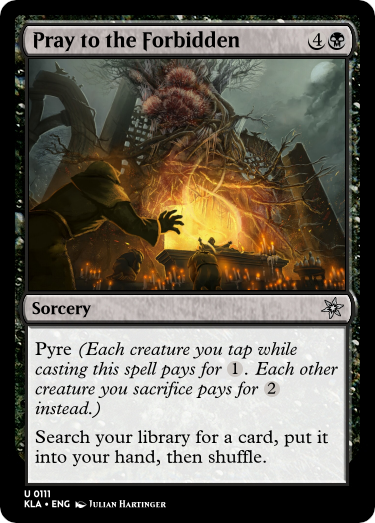 Pray to the Forbidden 4
Sorcery
Pyre (Each creature you tap while
casting this spell pays for 1. Each other
creature you sacrifice pays for 2
instead.)
Search your library for a card, put it
into your hand, then shuffle.
U 0111
KLA • ENG Julian Hartinger